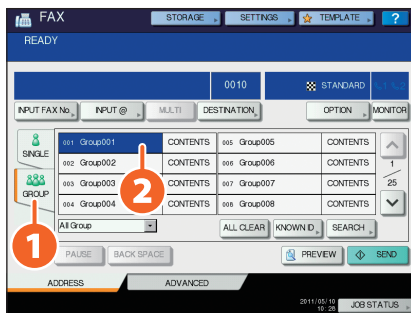 FAX STORAGE SETTINGS TEMPLATE ?
READY
0010 STANDARD
INPUT FAX No. INPUT @ MULTI DESTINATION OPTION MONITOR
SINGLE
GROUP
001 Group001 CONTENTS 005 Group005 CONTENTS
002 Group002 CONTENTS 006 Group006 CONTENTS
003 Group003 CONTENTS 007 Group007 CONTENTS
004 Group004 CONTENTS 008 Group008 CONTENTS
1
25
1
2
All Group ALL CLEAR KNOWN ID SEARCH
PAUSE BACK SPACE PREVIEW SEND
ADDRESS ADVANCED
2011/05/10
10:28
JOB STATUS